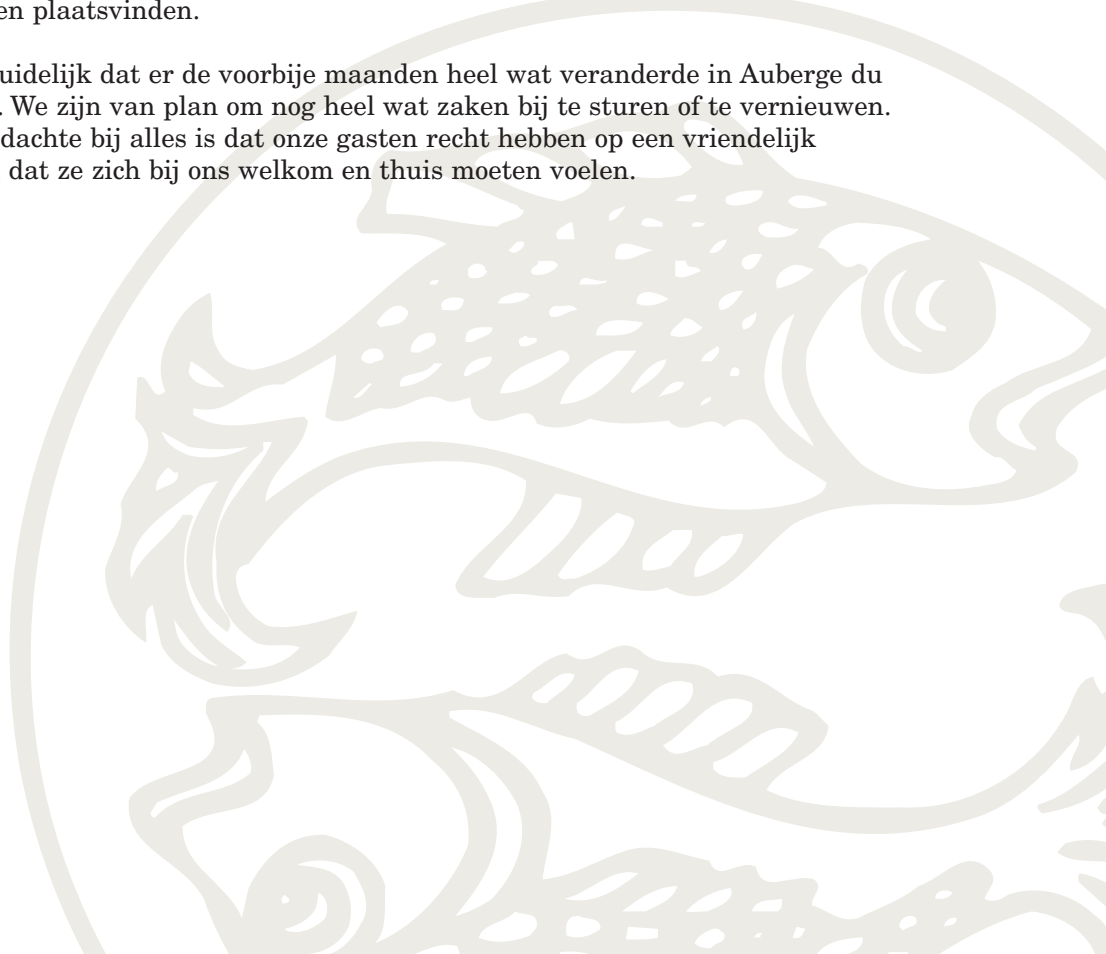 en plaatsvinden.
uidelijk dat er de voorbije maanden heel wat veranderde in Auberge du
. We zijn van plan om nog heel wat zaken bij te sturen of te vernieuwen.
dachte bij alles is dat onze gasten recht hebben op een vriendelijk
dat ze zich bij ons welkom en thuis moeten voelen.